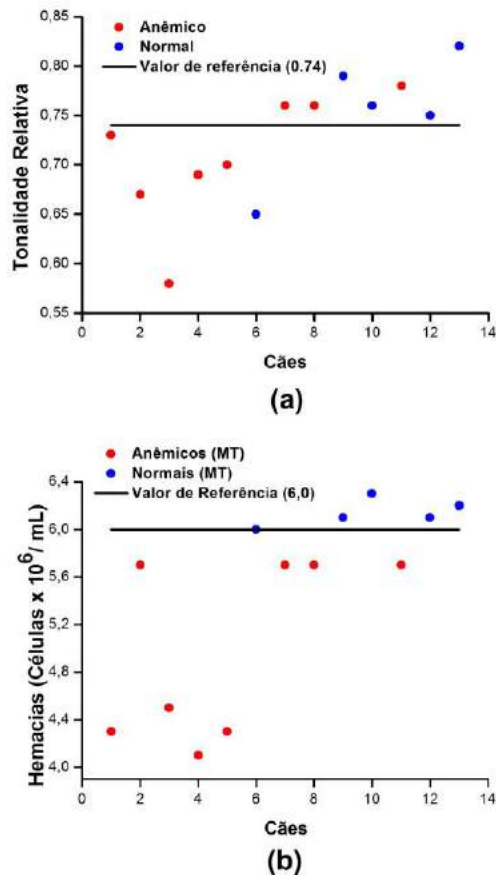 Anêmico
Normal
Valor de referência (0.74)
0,85
0,80
0,75
0,70
0,65
0,60
0,55
Tonalidade Relativa
0 2 4 6 8 10 12 14
Cães
(a)
Anêmicos (MT)
Normais (MT)
Valor de Referência (6,0)
6,4
6,0
5,6
5,2
4,8
4,4
4,0
Hemacias (Células x 10⁶/ mL)
0 2 4 6 8 10 12 14
Cães
(b)